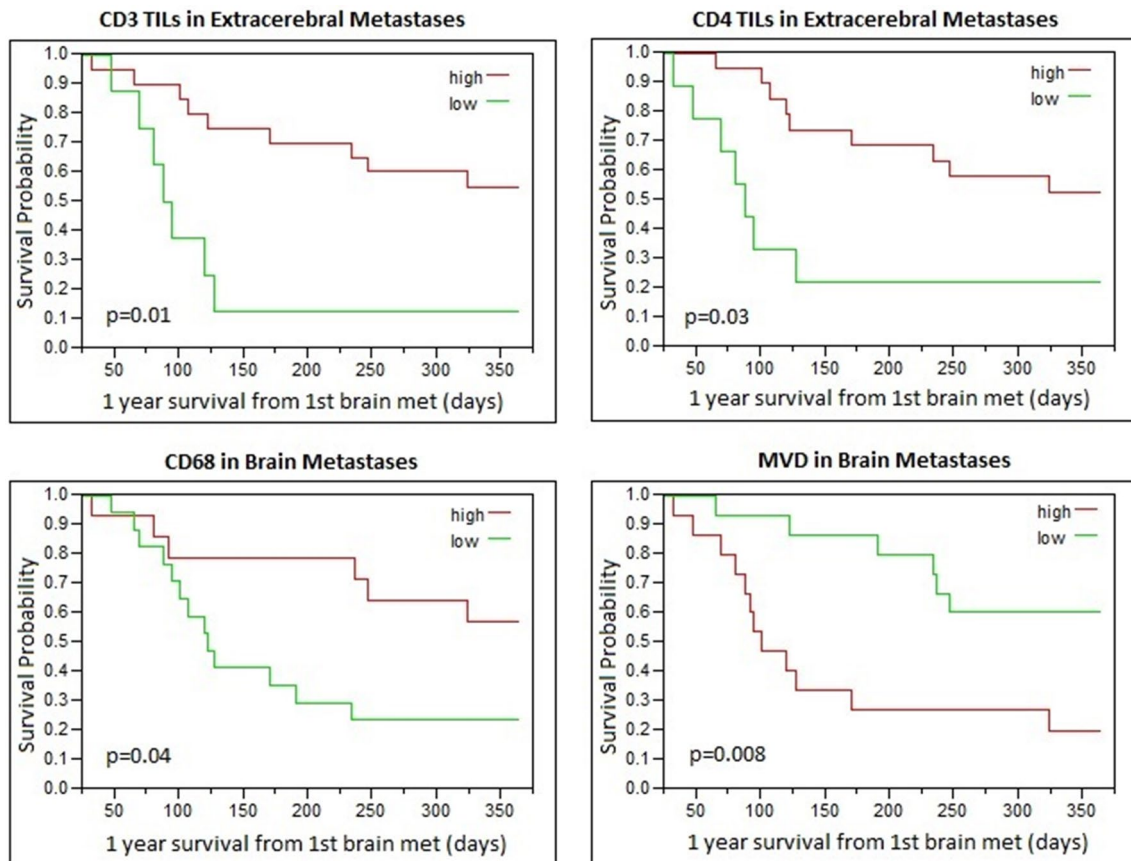 CD3 TILs in Extracerebral Metastases
1.0
0.9
0.8
0.7
0.6
0.5
0.4
0.3
0.2
0.1
0.0
Survival Probability
high
low
p=0.01
50 100 150 200 250 300 350
1 year survival from 1st brain met (days)
CD4 TILs in Extracerebral Metastases
1.0
0.9
0.8
0.7
0.6
0.5
0.4
0.3
0.2
0.1
0.0
Survival Probability
high
low
p=0.03
50 100 150 200 250 300 350
1 year survival from 1st brain met (days)
CD68 in Brain Metastases
1.0
0.9
0.8
0.7
0.6
0.5
0.4
0.3
0.2
0.1
0.0
Survival Probability
high
low
p=0.04
50 100 150 200 250 300 350
1 year survival from 1st brain met (days)
MVD in Brain Metastases
1.0
0.9
0.8
0.7
0.6
0.5
0.4
0.3
0.2
0.1
0.0
Survival Probability
high
low
p=0.008
50 100 150 200 250 300 350
1 year survival from 1st brain met (days)